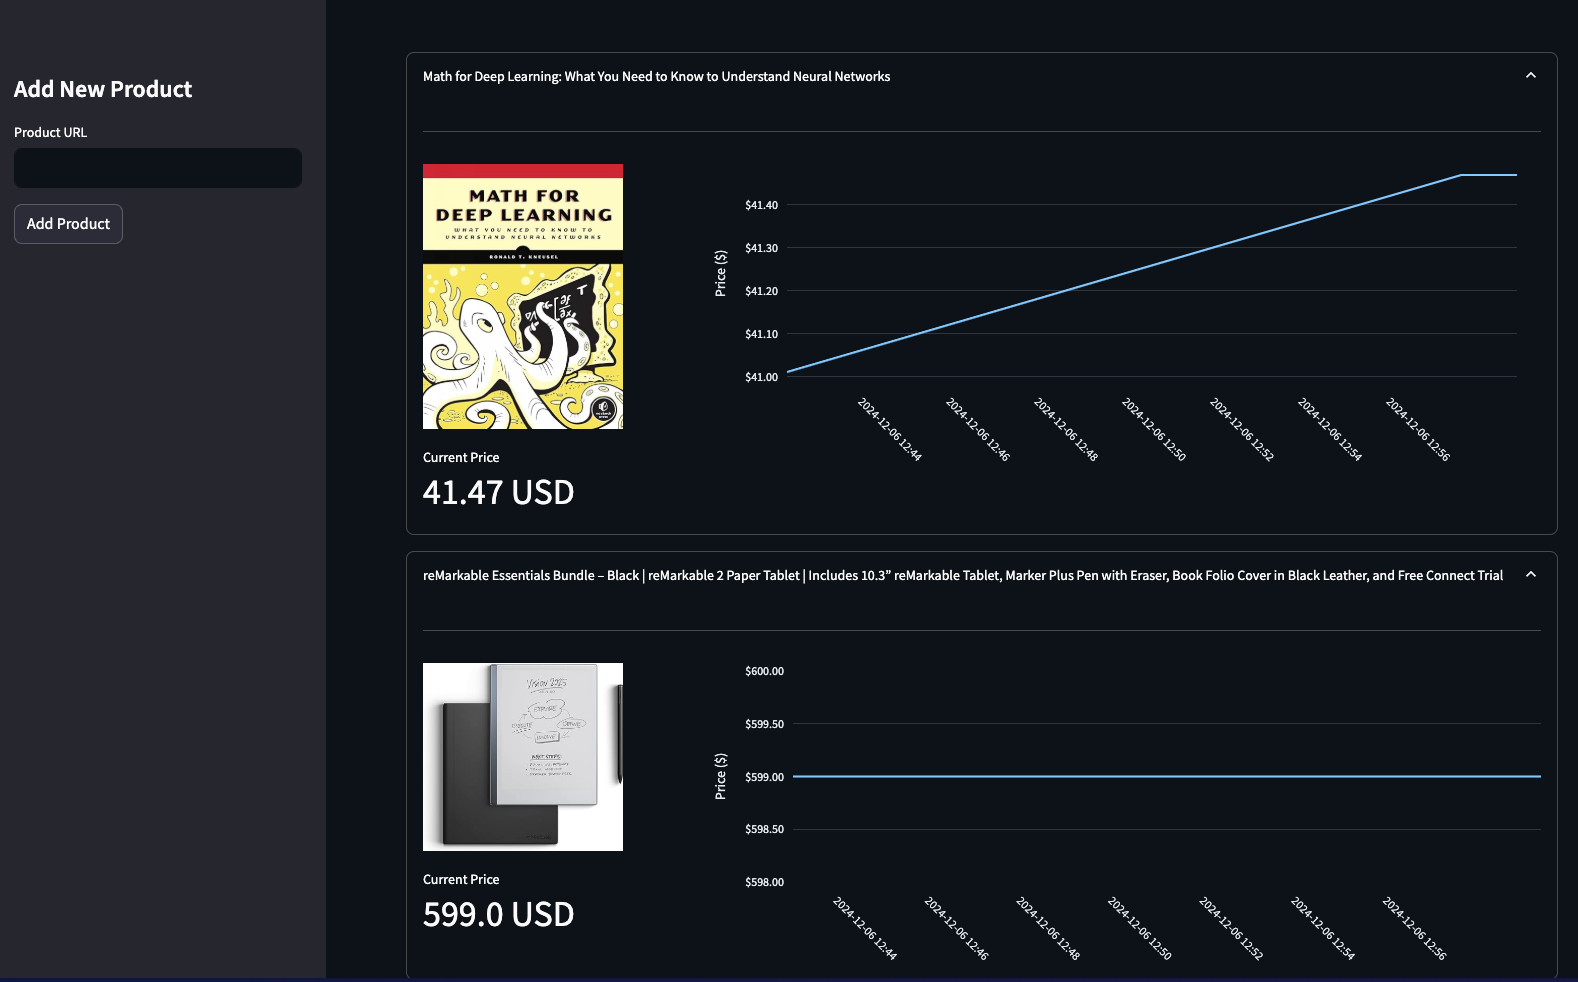 Add New Product
Product URL
Add Product
Math for Deep Learning: What You Need to Know to Understand Neural Networks
MATH FOR
DEEP LEARNING
WHAT YOU NEED TO KNOW TO
UNDERSTAND NEURAL NETWORKS
RONALD T. KNEUSEL
Current Price
41.47 USD
Price ($)
$41.40
$41.30
$41.20
$41.10
$41.00
2024-12-06 12:44
2024-12-06 12:46
2024-12-06 12:48
2024-12-06 12:50
2024-12-06 12:52
2024-12-06 12:54
2024-12-06 12:56
reMarkable Essentials Bundle – Black | reMarkable 2 Paper Tablet | Includes 10.3” reMarkable Tablet, Marker Plus Pen with Eraser, Book Folio Cover in Black Leather, and Free Connect Trial
VISION 2025
EXPLORE
Current Price
599.0 USD
Price ($)
$600.00
$599.50
$599.00
$598.50
$598.00
2024-12-06 12:44
2024-12-06 12:46
2024-12-06 12:48
2024-12-06 12:50
2024-12-06 12:52
2024-12-06 12:54
2024-12-06 12:56